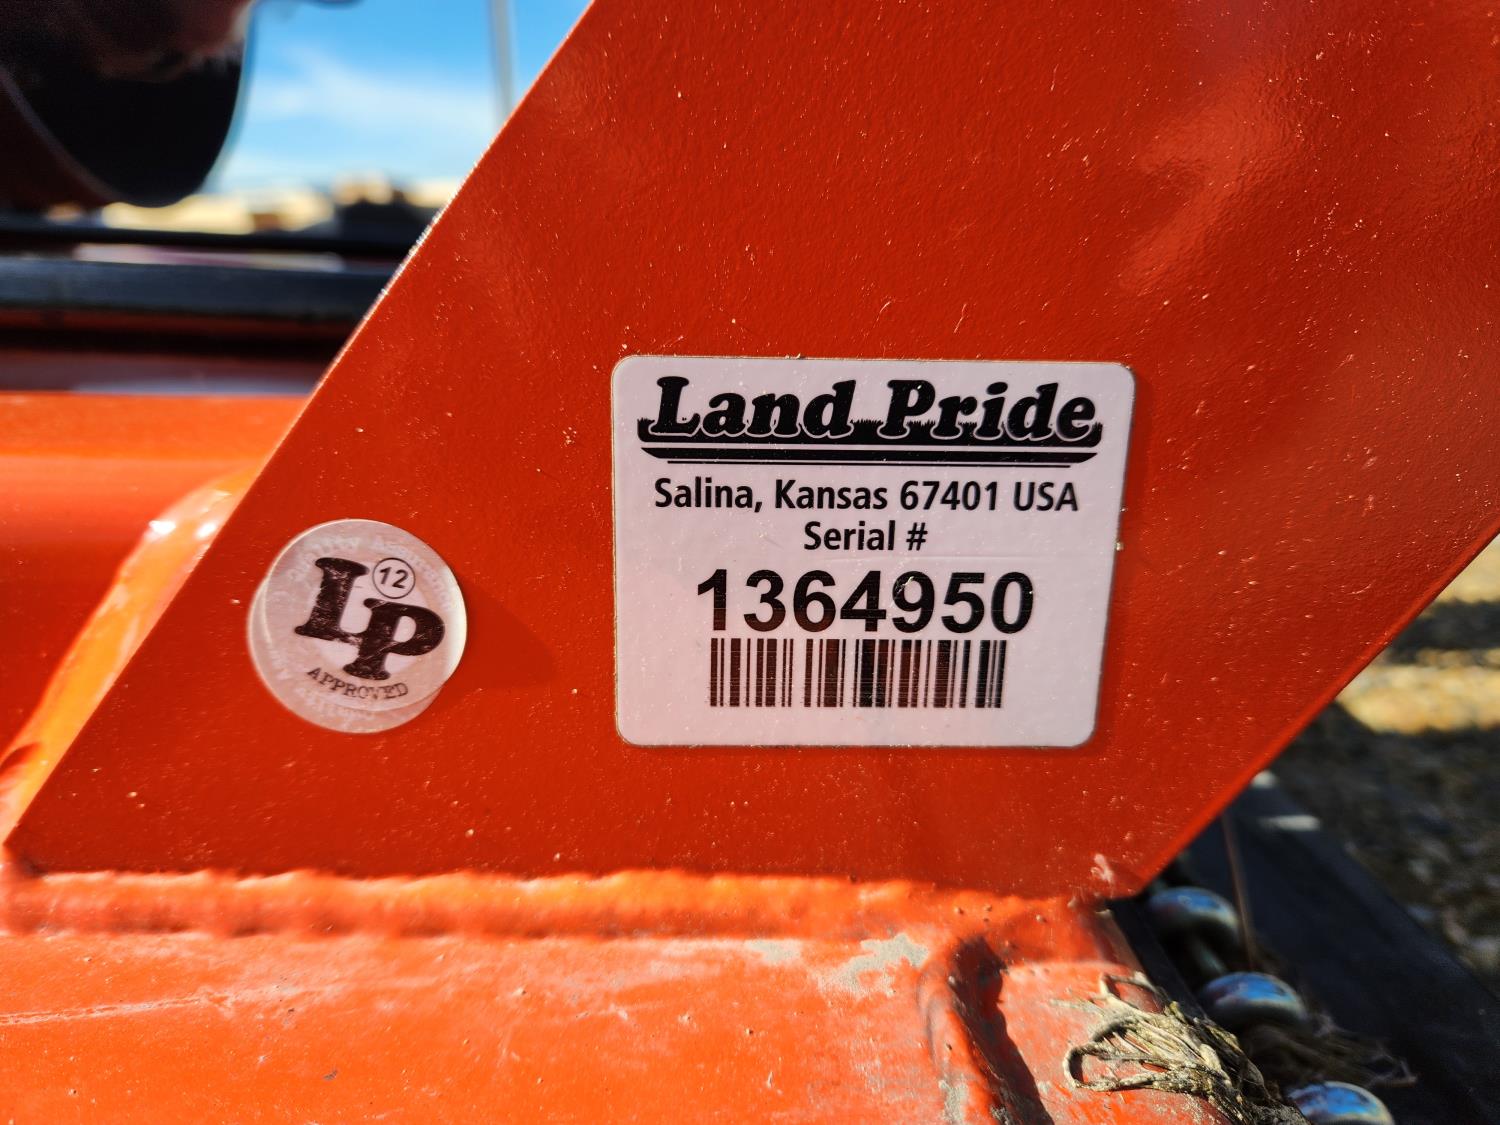 Land Pride
Salina, Kansas 67401 USA
Serial #
1364950
12
LP
APPROVED